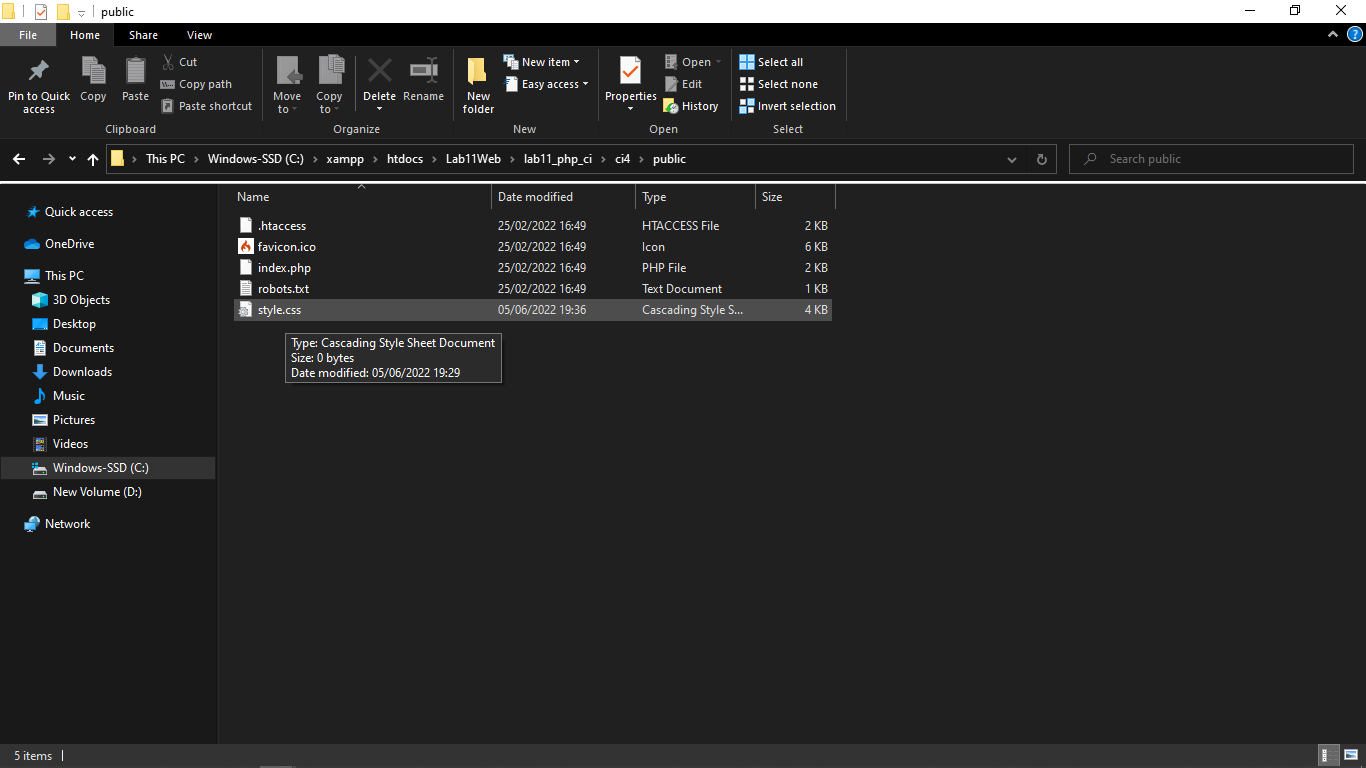 public
File Home Share View
Pin to Quick access
Copy
Paste
Cut
Copy path
Paste shortcut
Clipboard
Move to
Copy to
Delete
Rename
Organize
New folder
New item
Easy access
New
Properties
Open
Edit
History
Open
Select all
Select none
Invert selection
Select
This PC > Windows-SSD (C:) > xampp > htdocs > Lab11Web > lab11_php_ci > ci4 > public
Search public
Quick access
OneDrive
This PC
3D Objects
Desktop
Documents
Downloads
Music
Pictures
Videos
Windows-SSD (C:)
New Volume (D:)
Network
Name Date modified Type Size
.htaccess 25/02/2022 16:49 HTACCESS File 2 KB
favicon.ico 25/02/2022 16:49 Icon 6 KB
index.php 25/02/2022 16:49 PHP File 2 KB
robots.txt 25/02/2022 16:49 Text Document 1 KB
style.css 05/06/2022 19:36 Cascading Style S... 4 KB
Type: Cascading Style Sheet Document
Size: 0 bytes
Date modified: 05/06/2022 19:29
5 items